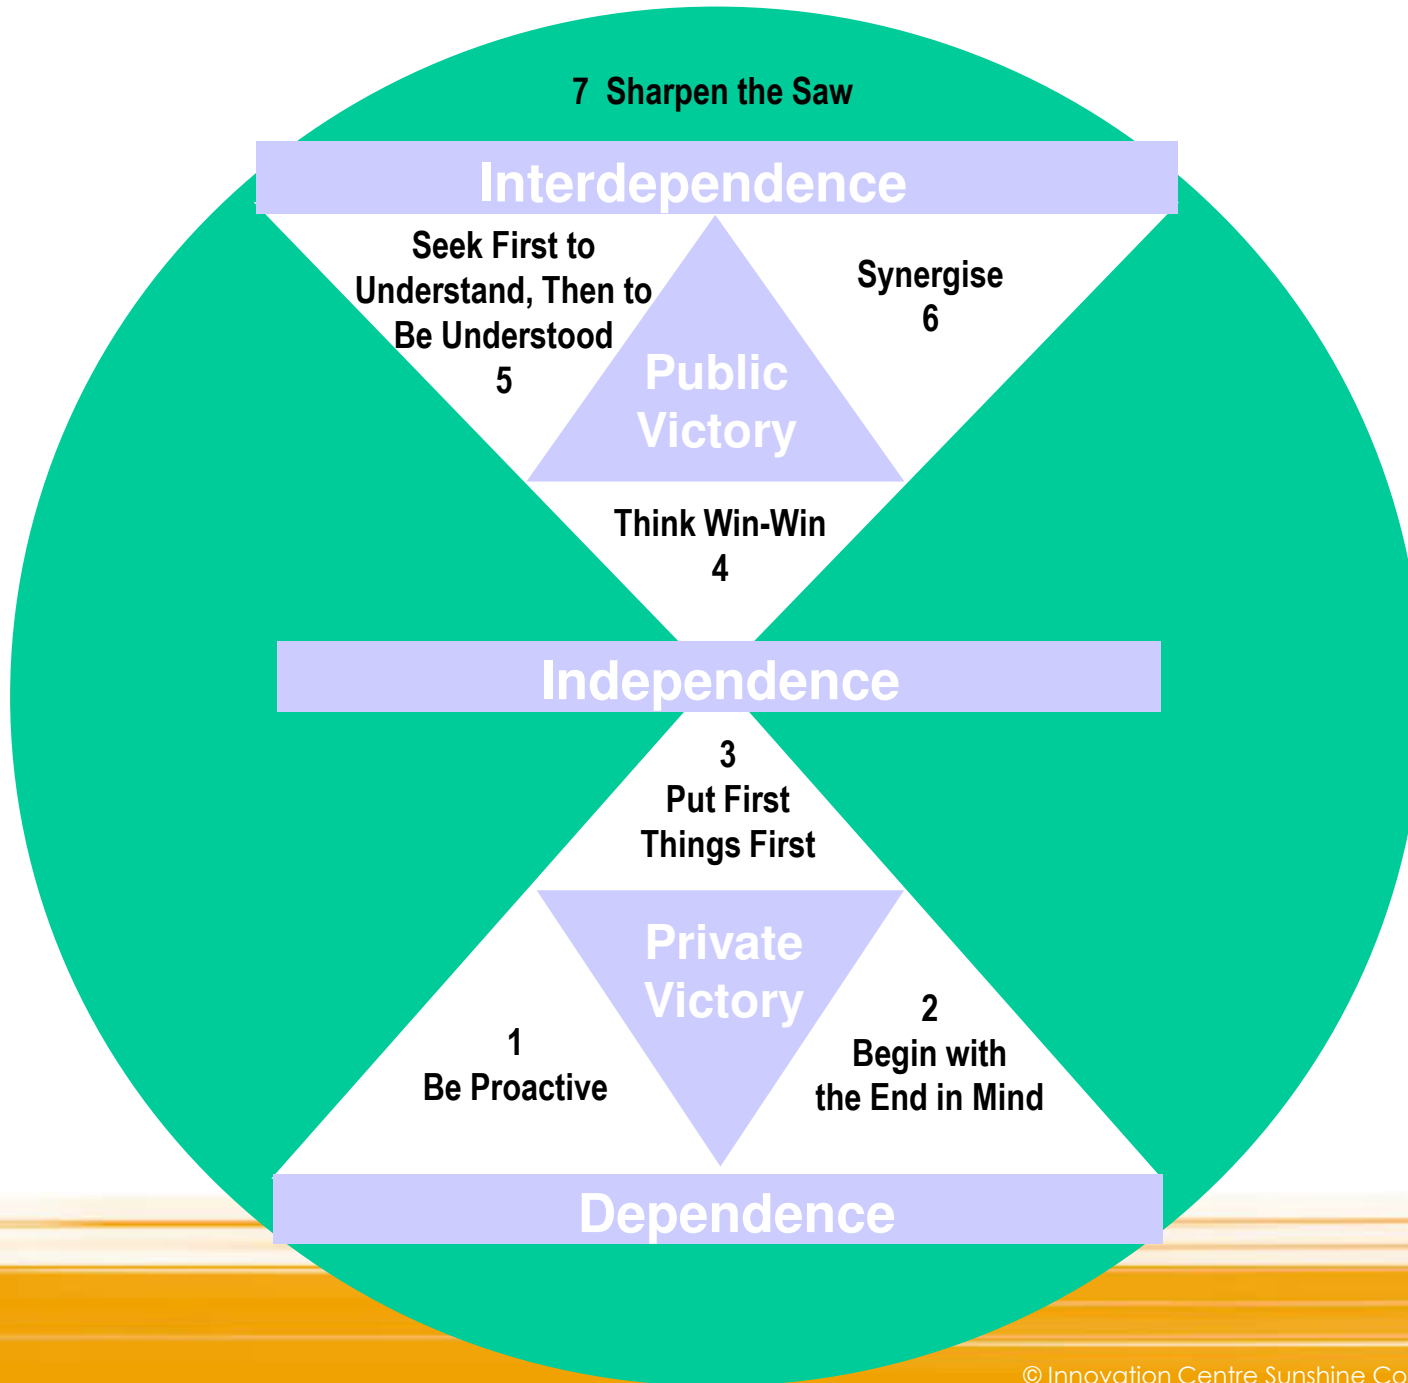 7 Sharpen the Saw
Interdependence
Seek First to
Understand, Then to
Be Understood
5
Synergise
6
Public
Victory
Think Win-Win
4
Independence
3
Put First
Things First
Private
Victory
1
Be Proactive
2
Begin with
the End in Mind
Dependence
© Innovation Centre Sunshine Co